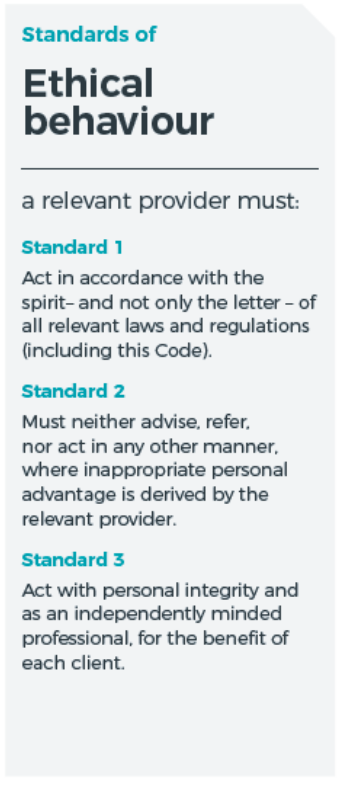 Standards of
Ethical
behaviour
a relevant provider must:
Standard 1
Act in accordance with the
spirit– and not only the letter – of
all relevant laws and regulations
(including this Code).
Standard 2
Must neither advise, refer,
nor act in any other manner,
where inappropriate personal
advantage is derived by the
relevant provider.
Standard 3
Act with personal integrity and
as an independently minded
professional, for the benefit of
each client.